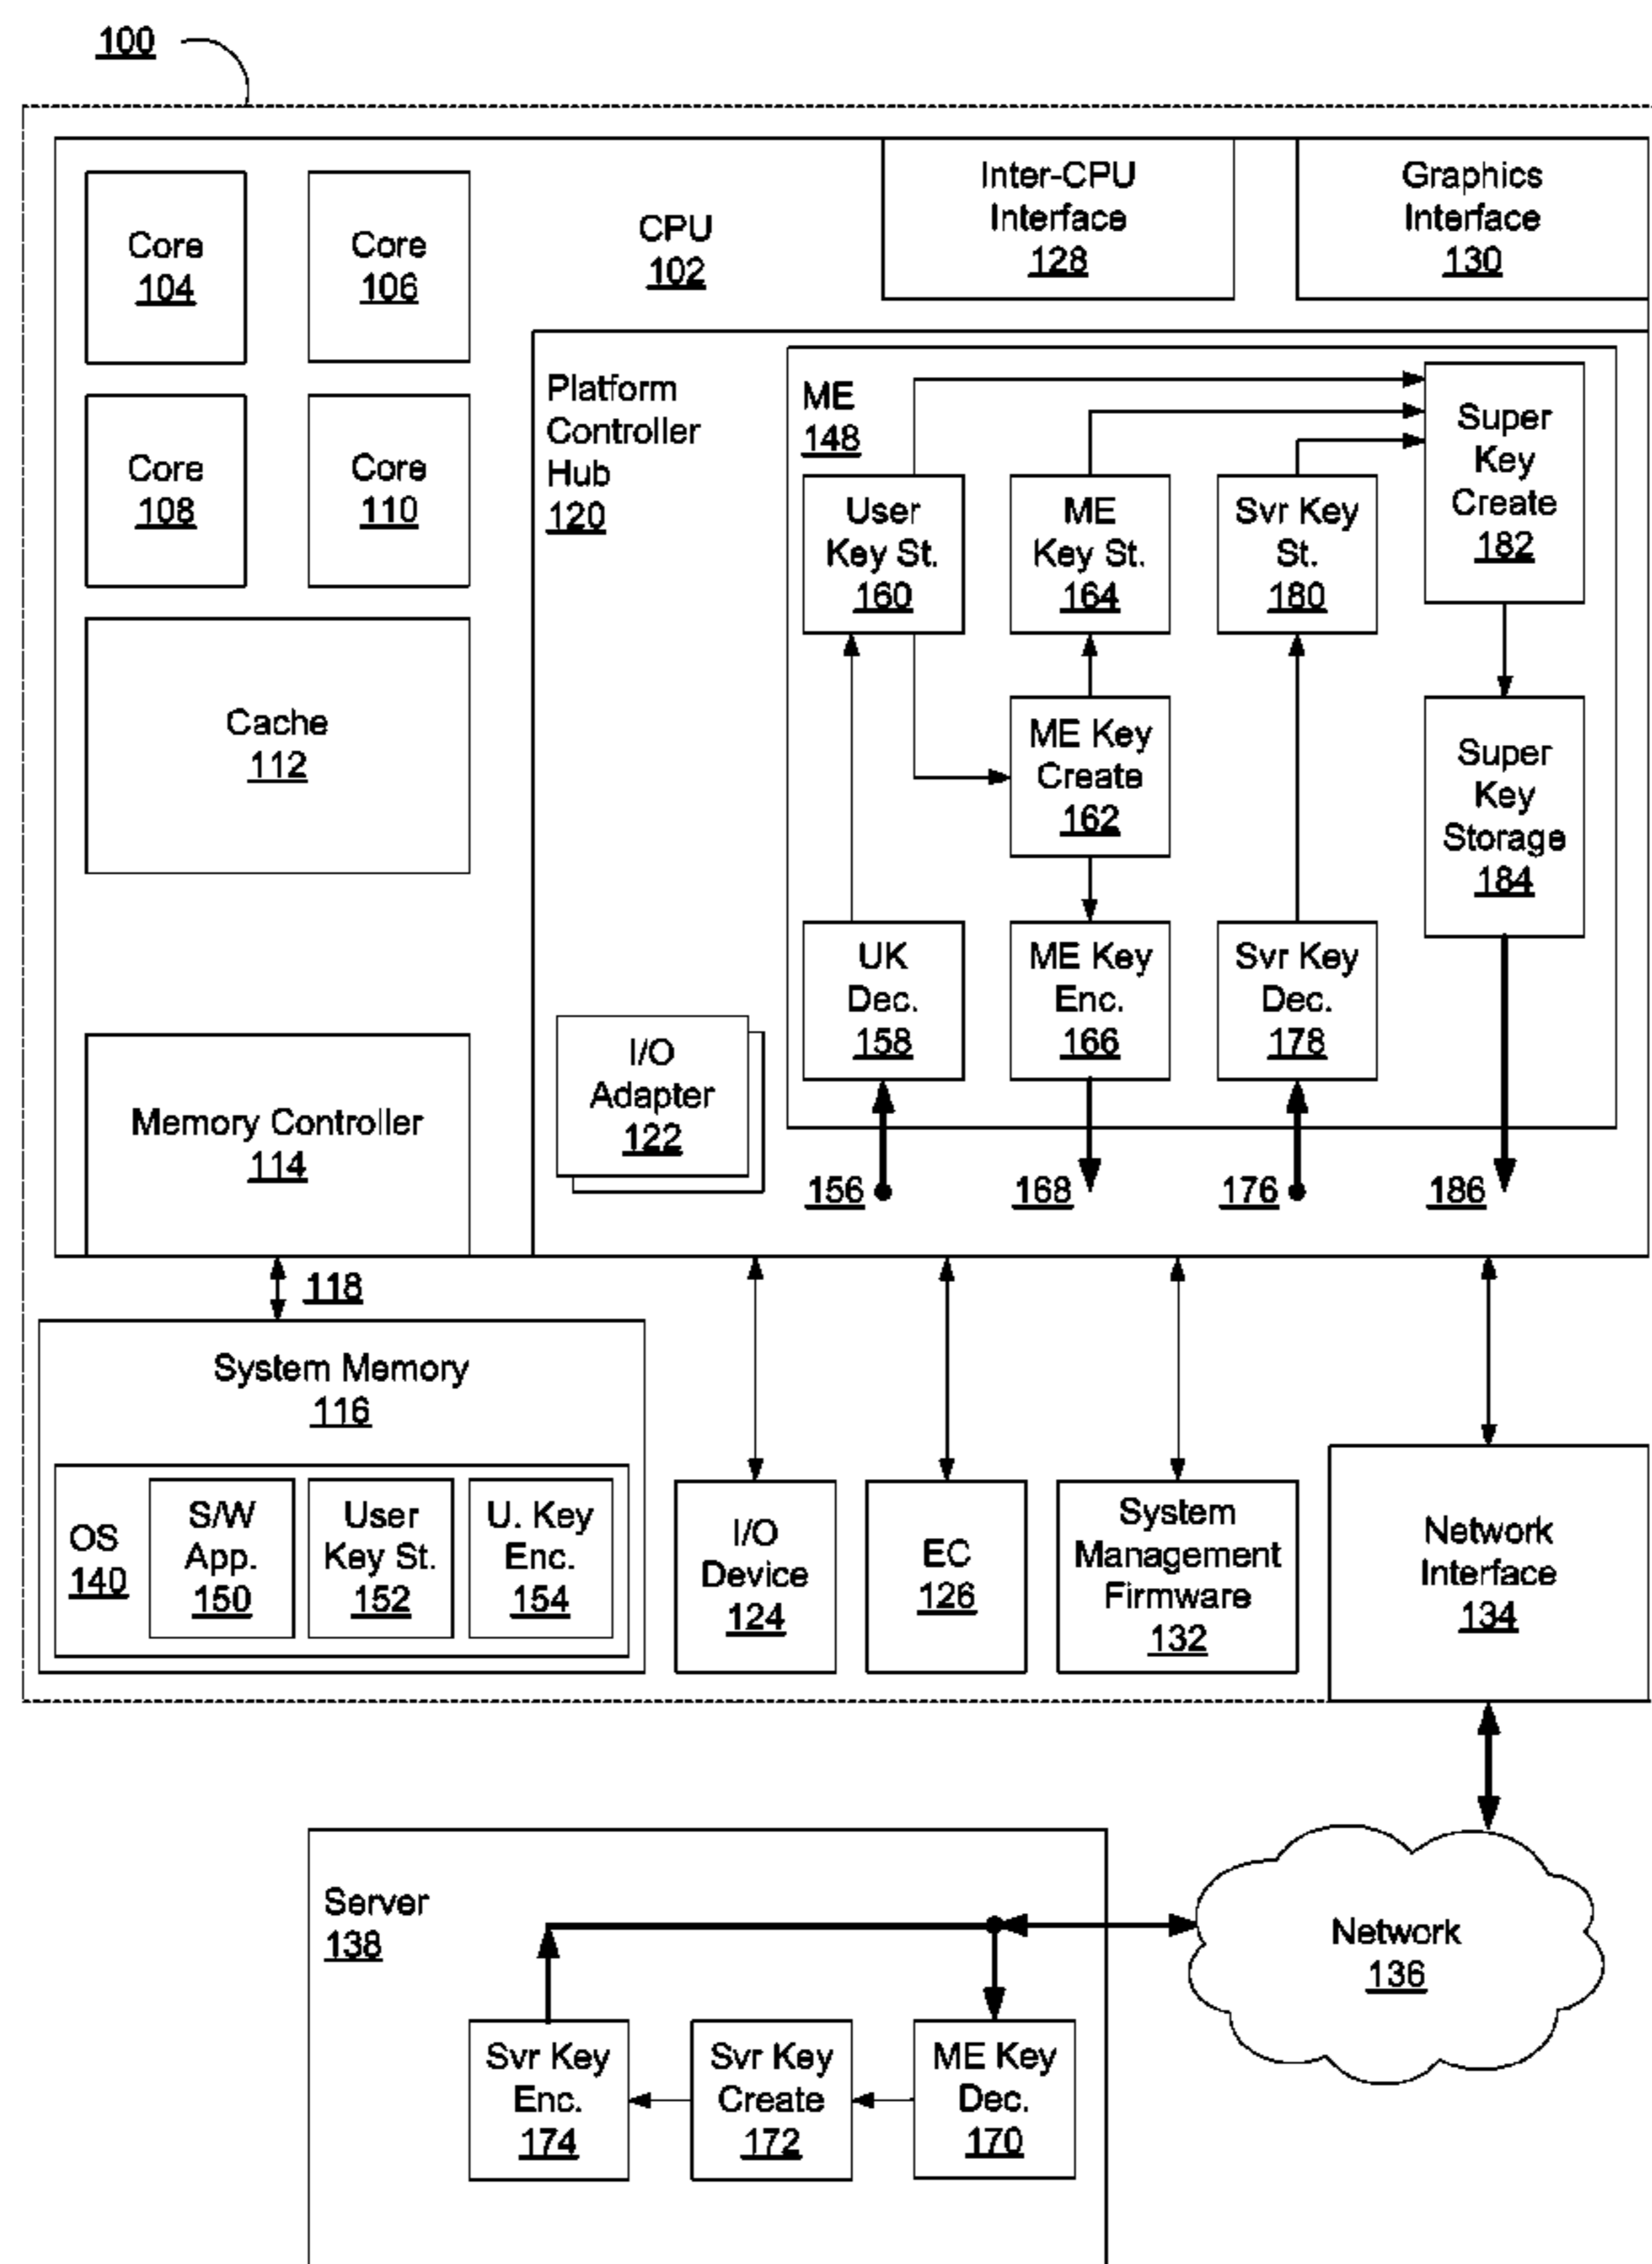 100
Core
104
Core
106
CPU
102
Inter-CPU
Interface
128
Graphics
Interface
130
Core
108
Core
110
Platform
Controller
Hub
120
ME
148
User
Key St.
160
ME
Key St.
164
Svr Key
St.
180
Super
Key
Create
182
Cache
112
ME Key
Create
162
Super
Key
Storage
184
UK
Dec.
158
ME Key
Enc.
166
Svr Key
Dec.
178
I/O
Adapter
122
Memory Controller
114
156
168
176
186
118
System Memory
116
OS
140
S/W
App.
150
User
Key St.
152
U. Key
Enc.
154
I/O
Device
124
EC
126
System
Management
Firmware
132
Network
Interface
134
Server
138
Network
136
Svr Key
Enc.
174
Svr Key
Create
172
ME Key
Dec.
170